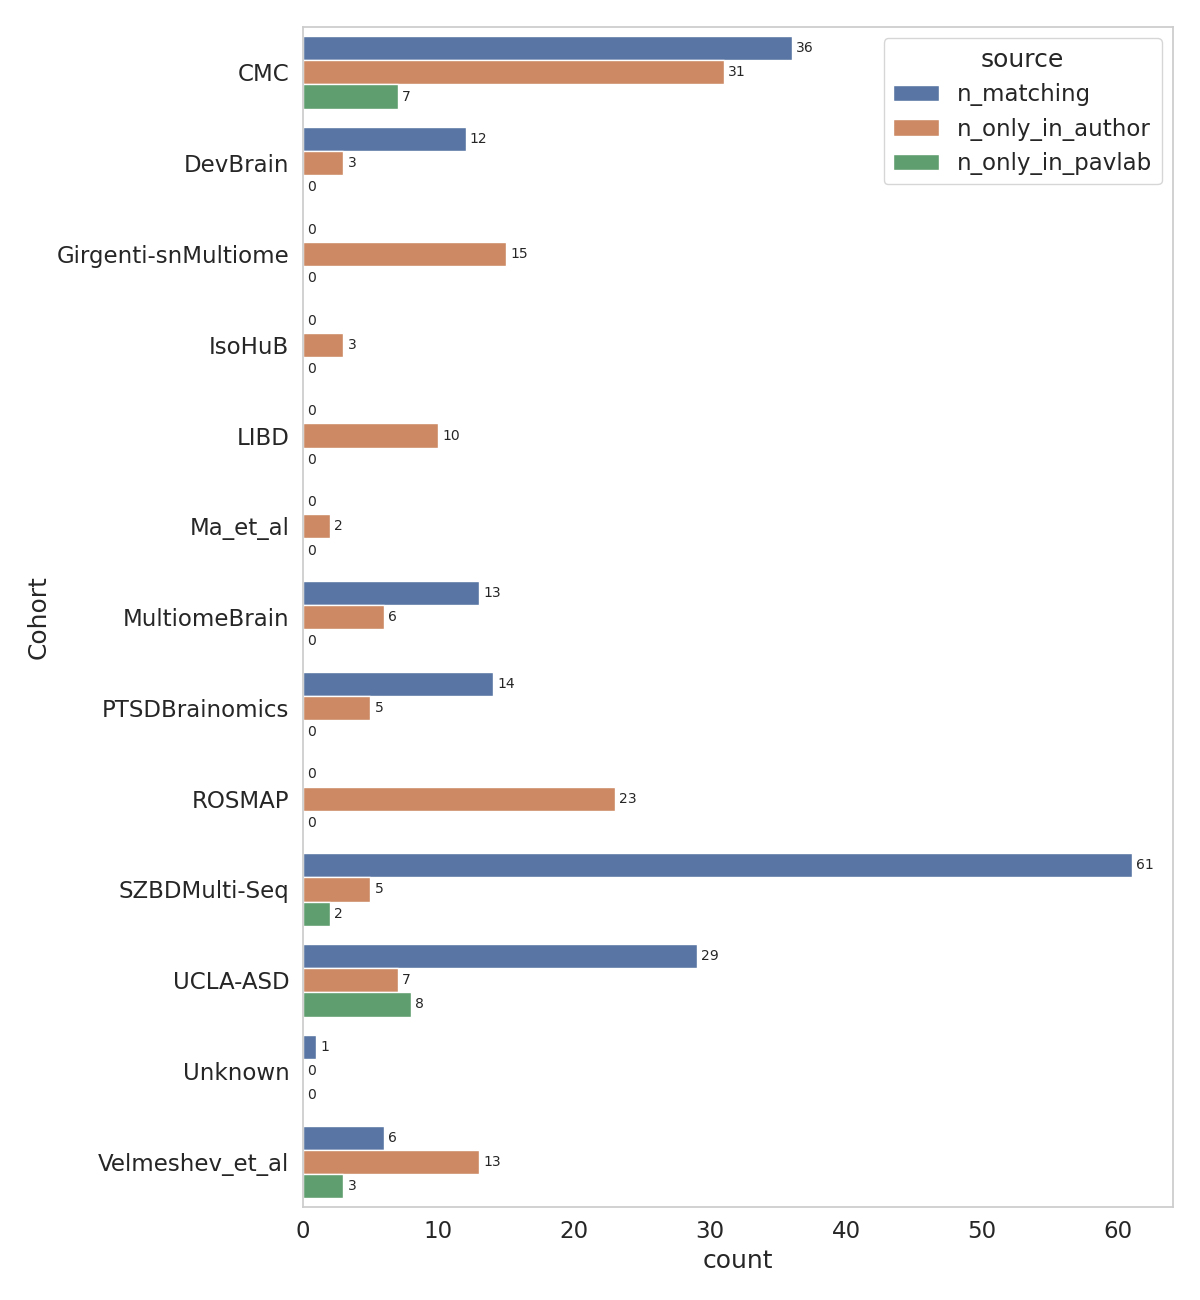 source
n_matching
n_only_in_author
n_only_in_pavlab
Cohort
CMC
36
31
7
DevBrain
12
3
0
Girgenti-snMultiome
0
15
0
IsoHuB
0
3
0
LIBD
0
10
0
Ma_et_al
0
2
0
MultiomeBrain
13
6
0
PTSDBrainomics
14
5
0
ROSMAP
0
23
0
SZBDMulti-Seq
61
5
2
UCLA-ASD
29
7
8
Unknown
1
0
0
Velmeshev_et_al
6
13
3
0 10 20 30 40 50 60
count